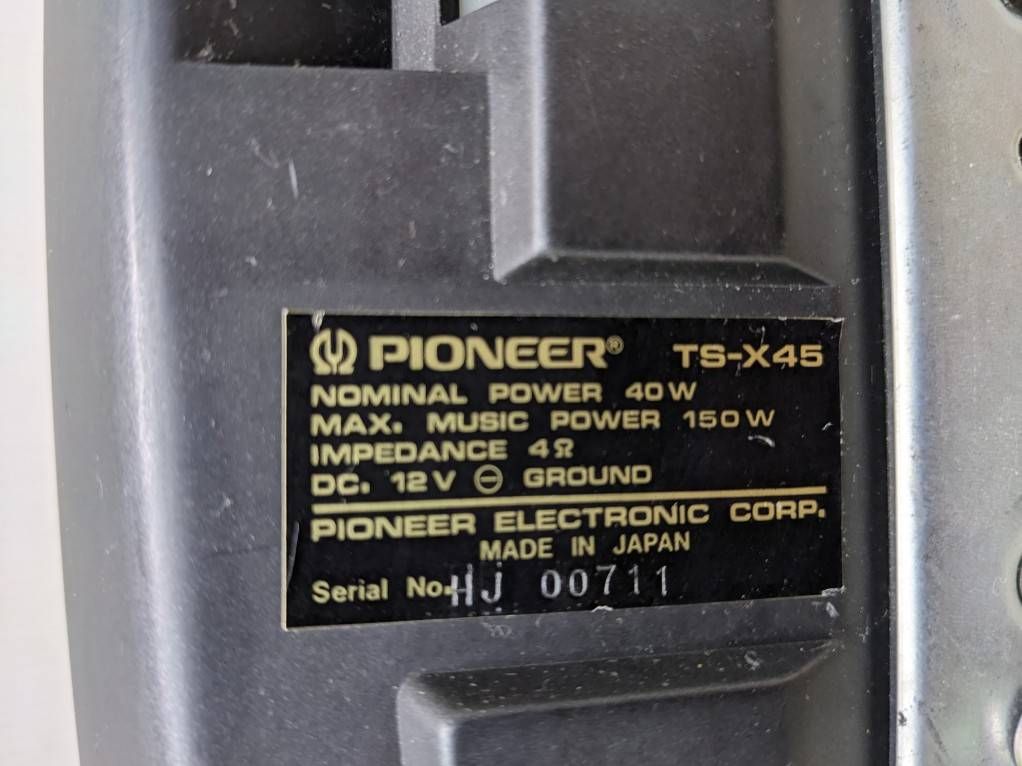 PIONEER® TS-X45
NOMINAL POWER 40W
MAX. MUSIC POWER 150W
IMPEDANCE 4Ω
DC. 12V ⊖ GROUND
PIONEER ELECTRONIC CORP.
MADE IN JAPAN
Serial No. HJ 00711